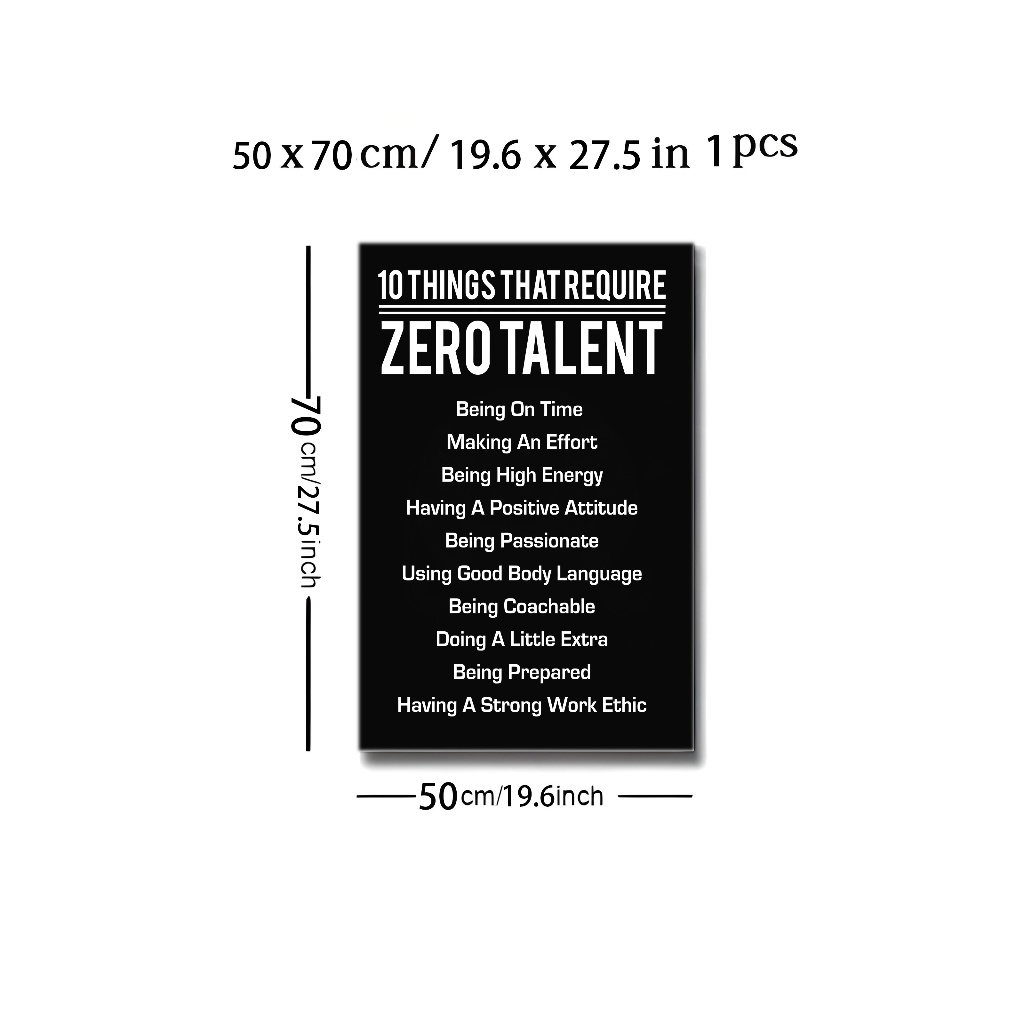 50 x 70 cm/ 19.6 x 27.5 in 1 pcs
10 THINGS THAT REQUIRE
ZERO TALENT
Being On Time
Making An Effort
Being High Energy
Having A Positive Attitude
Being Passionate
Using Good Body Language
Being Coachable
Doing A Little Extra
Being Prepared
Having A Strong Work Ethic
70cm/27.5inch
50cm/19.6inch